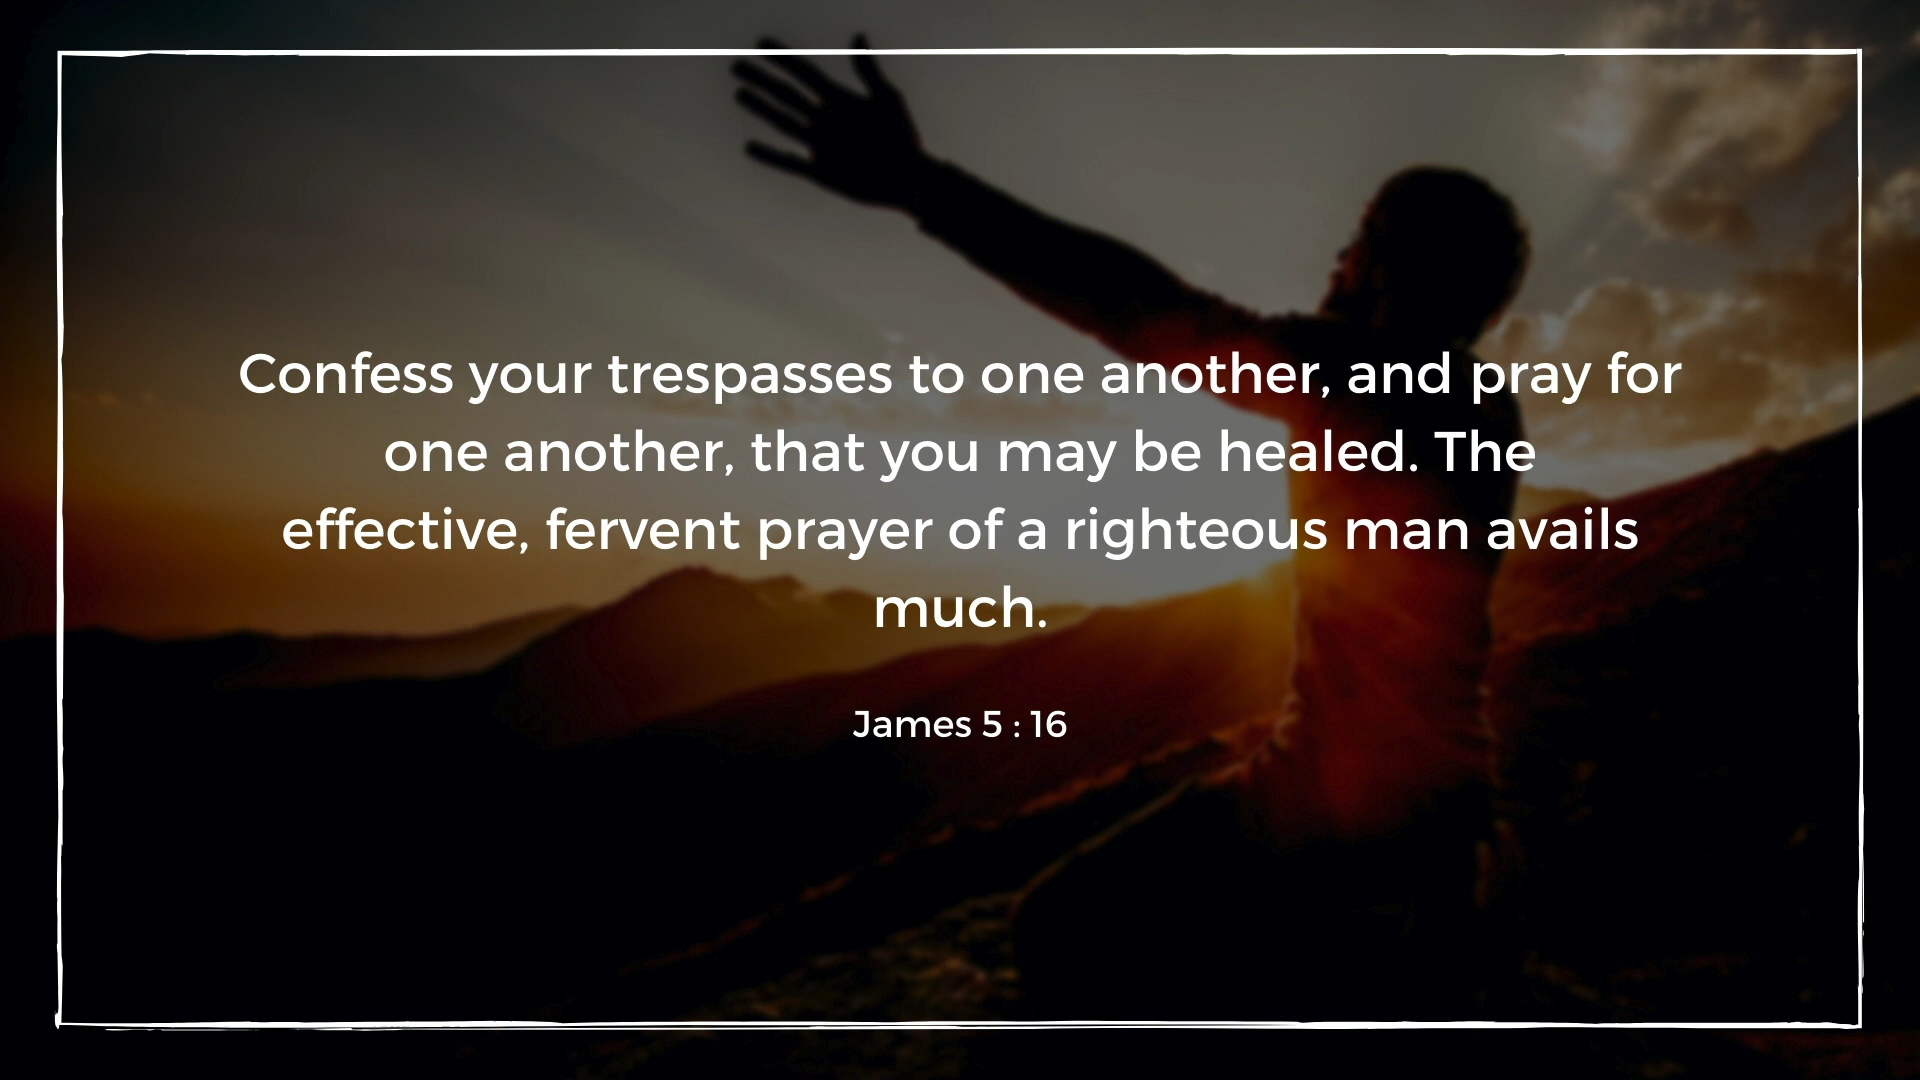 Confess your trespasses to one another, and pray for
one another, that you may be healed. The
effective, fervent prayer of a righteous man avails
much.
James 5 : 16